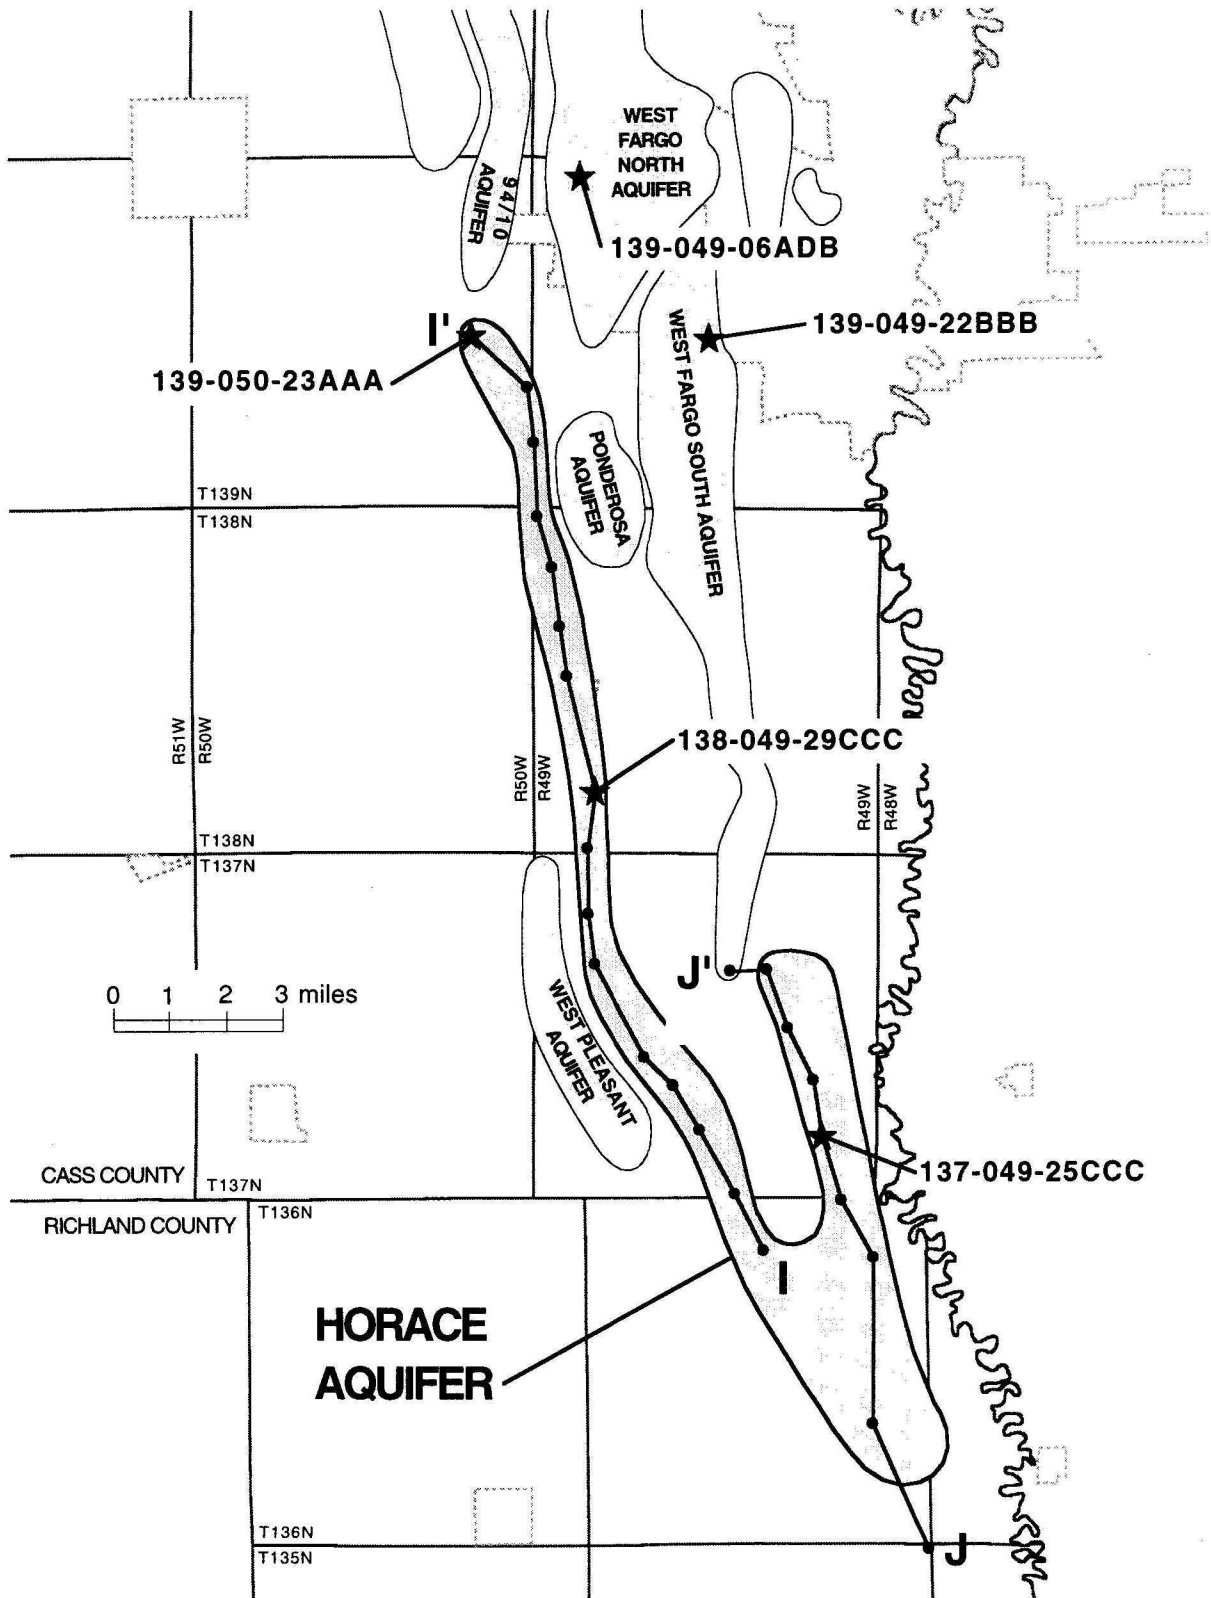 WEST
FARGO
NORTH
AQUIFER
94/10
AQUIFER
139-049-06ADB
I'
139-049-22BBB
139-050-23AAA
WEST FARGO SOUTH AQUIFER
PONDEROSA
AQUIFER
T139N
T138N
R51W
R50W
R50W
R49W
138-049-29CCC
R49W
R48W
T138N
T137N
J'
0 1 2 3 miles
WEST PLEASANT
AQUIFER
137-049-25CCC
CASS COUNTY
T137N
RICHLAND COUNTY
T136N
I
HORACE
AQUIFER
T136N
T135N
J